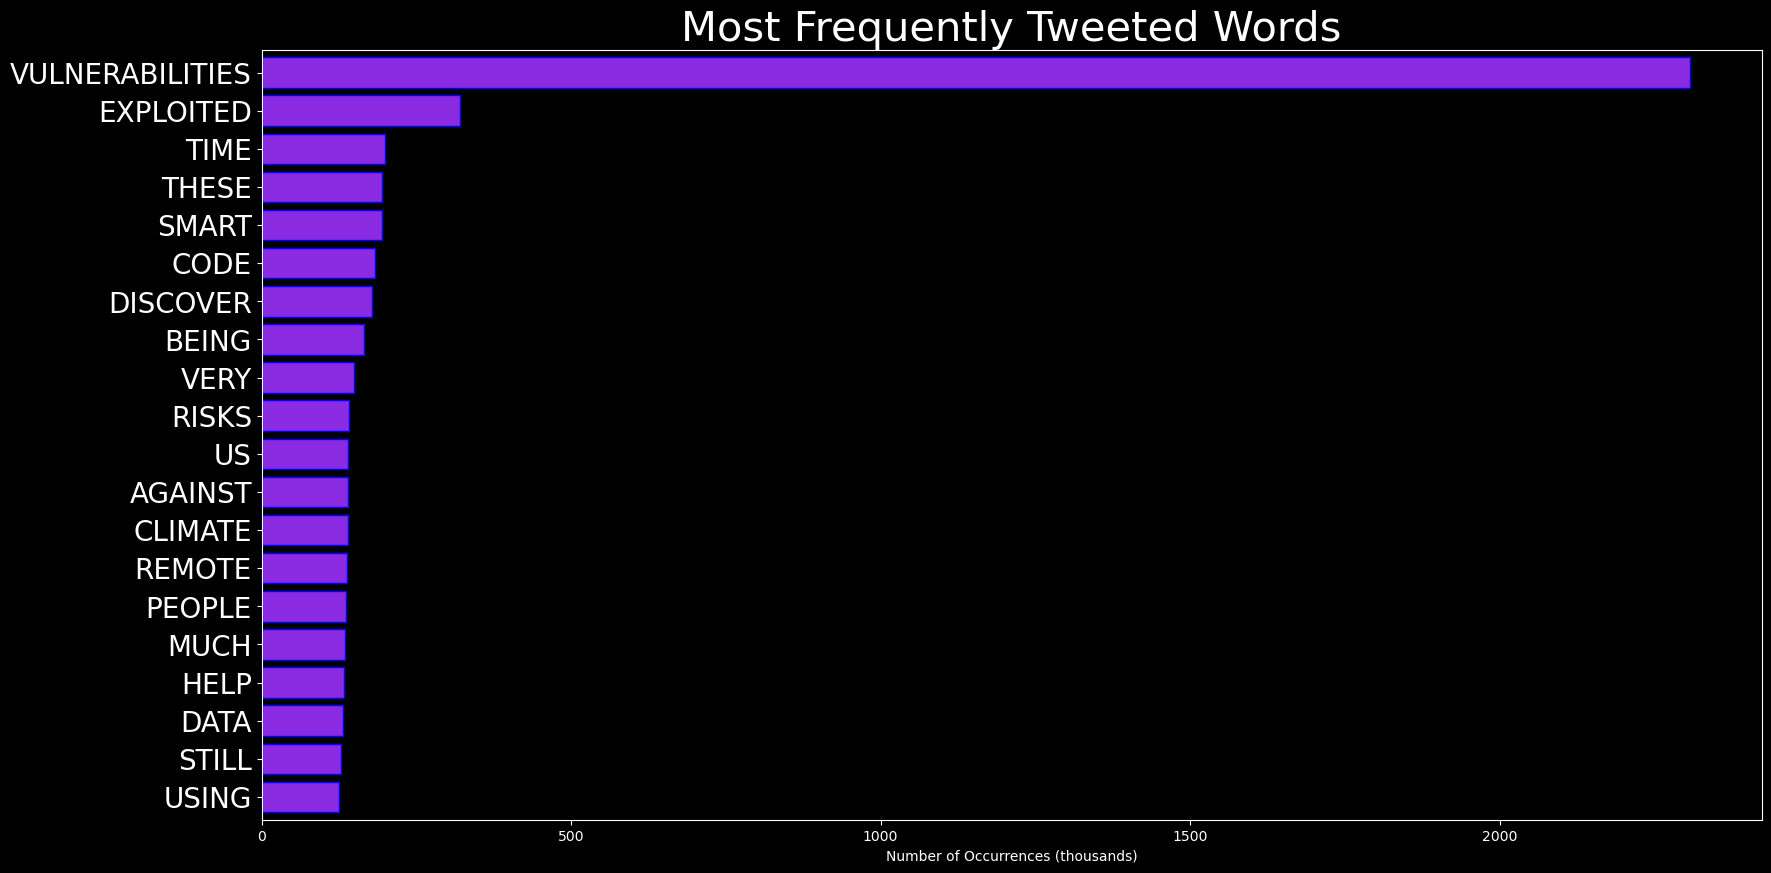 Most Frequently Tweeted Words
VULNERABILITIES
EXPLOITED
TIME
THESE
SMART
CODE
DISCOVER
BEING
VERY
RISKS
US
AGAINST
CLIMATE
REMOTE
PEOPLE
MUCH
HELP
DATA
STILL
USING
0 500 1000 1500 2000
Number of Occurrences (thousands)